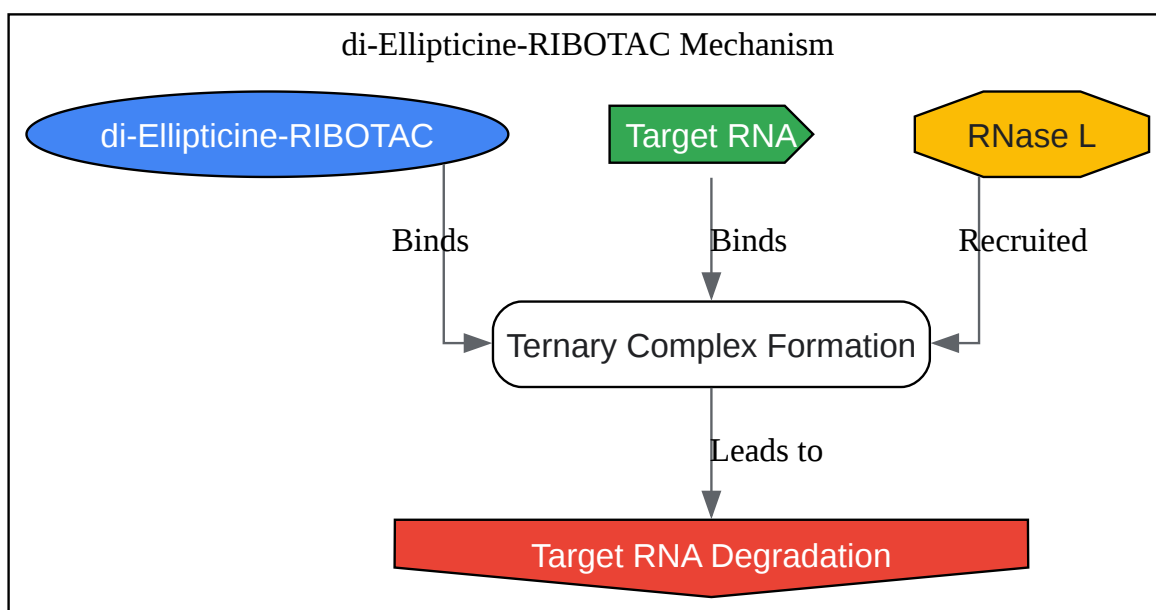 di-Ellipticine-RIBOTAC Mechanism
di-Ellipticine-RIBOTAC
Target RNA
RNase L
Binds
Binds
Recruited
Ternary Complex Formation
Leads to
Target RNA Degradation